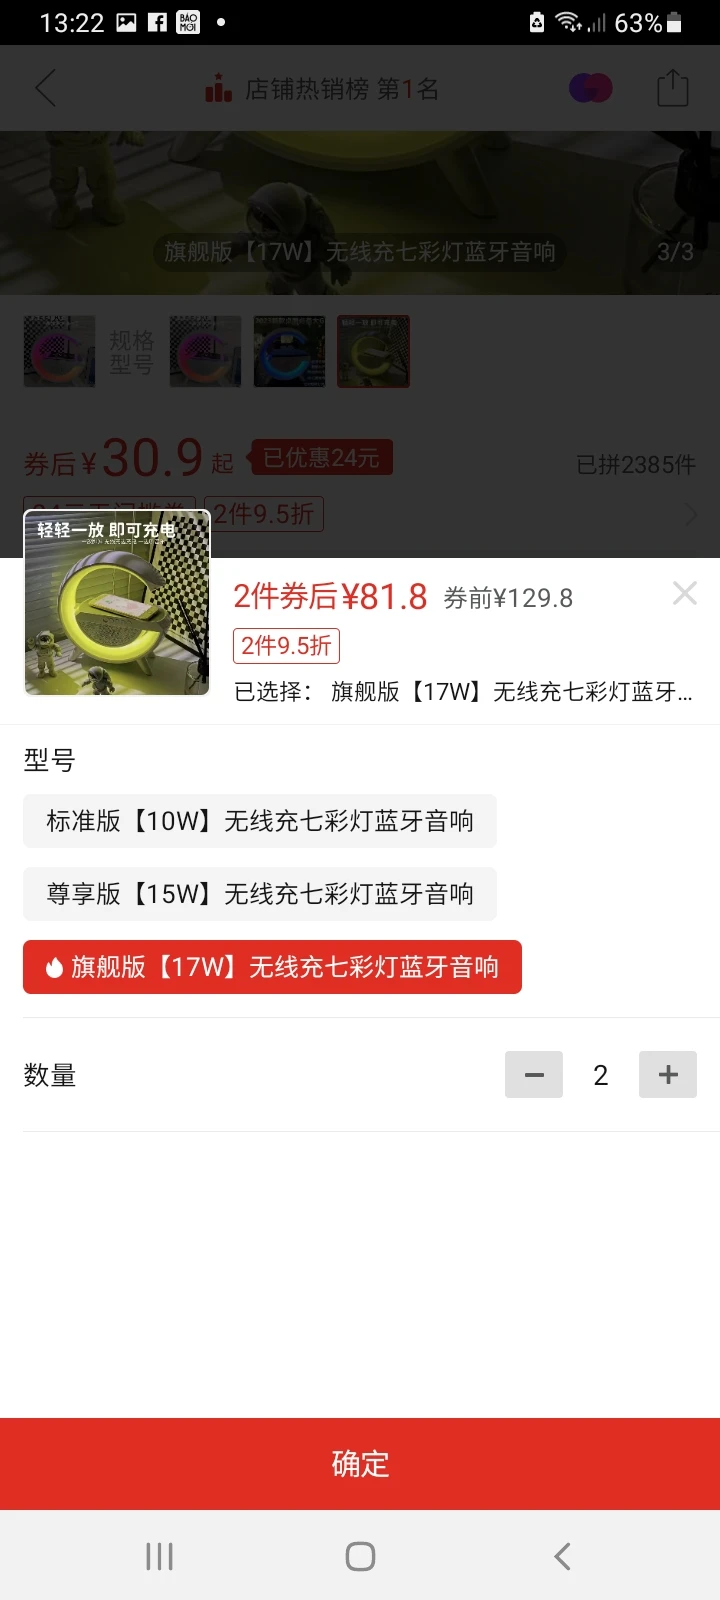 13:22
BÁO MỚI
63%
店铺热销榜 第1名
旗舰版【17W】无线充七彩灯蓝牙音响
3/3
规格
型号
券后¥30.9起
已优惠24元
已拼2385件
2件9.5折
轻轻一放 即可充电
2件券后¥81.8 券前¥129.8
2件9.5折
已选择： 旗舰版【17W】无线充七彩灯蓝牙...
型号
标准版【10W】无线充七彩灯蓝牙音响
尊享版【15W】无线充七彩灯蓝牙音响
旗舰版【17W】无线充七彩灯蓝牙音响
数量
2
确定